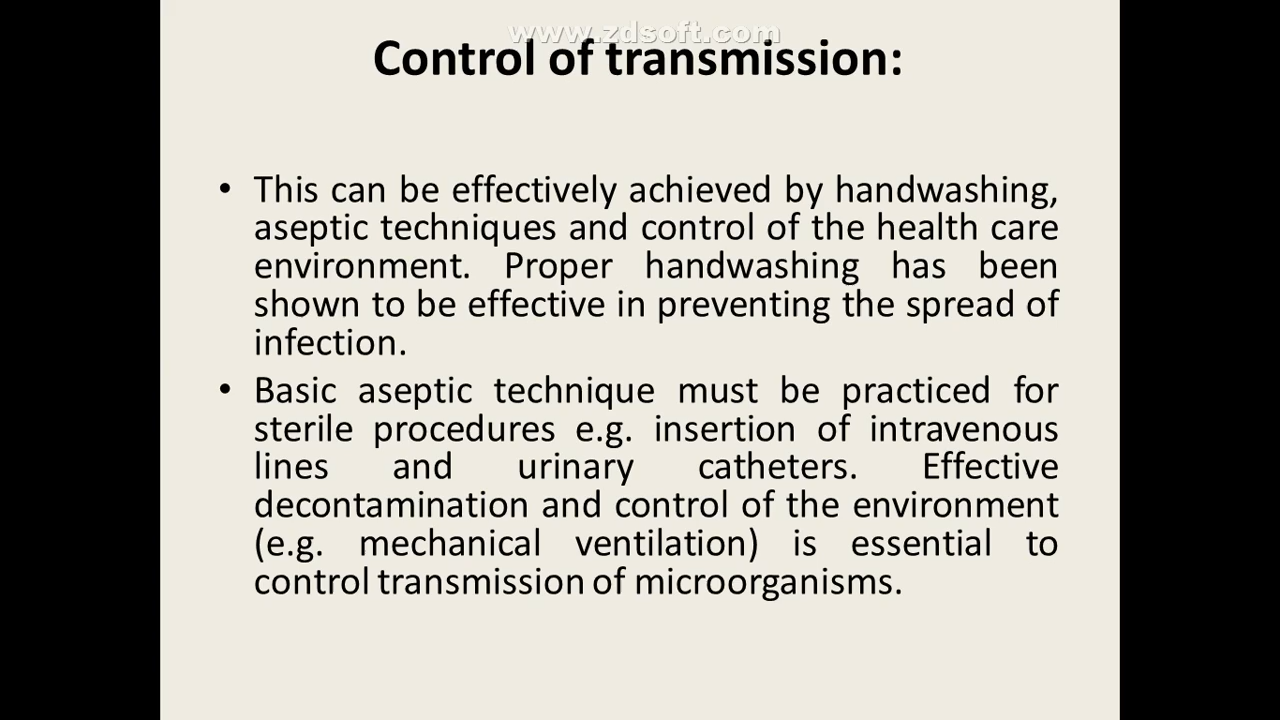 www.zdsoft.com
Control of transmission:
• This can be effectively achieved by handwashing,
aseptic techniques and control of the health care
environment. Proper handwashing has been
shown to be effective in preventing the spread of
infection.
• Basic aseptic technique must be practiced for
sterile procedures e.g. insertion of intravenous
lines and urinary catheters. Effective
decontamination and control of the environment
(e.g. mechanical ventilation) is essential to
control transmission of microorganisms.